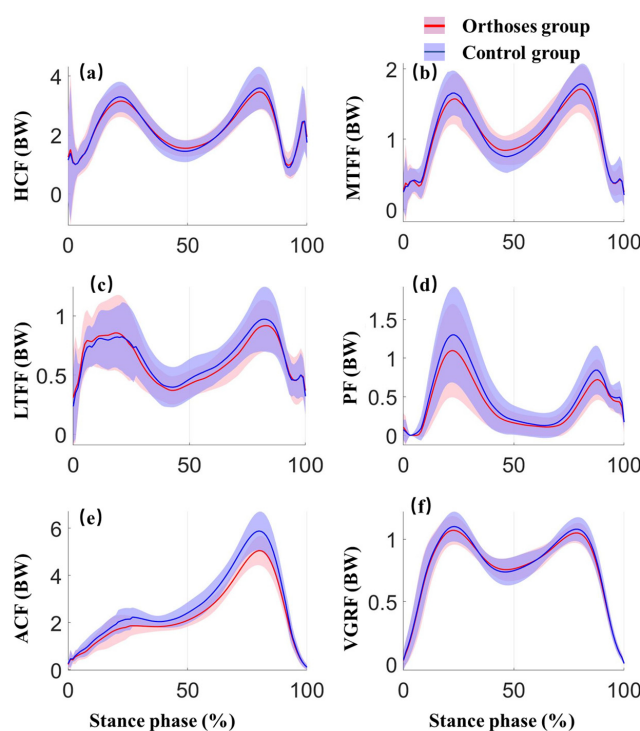 Orthoses group
Control group
(a)
HCF (BW)
4
2
0
0
50
100
(b)
MTFF (BW)
2
1
0
0
50
100
(c)
LTFF (BW)
1
0.5
0
0
50
100
(d)
PF (BW)
1.5
1
0.5
0
0
50
100
(e)
ACF (BW)
6
4
2
0
0
50
100
Stance phase (%)
(f)
VGRF (BW)
1
0.5
0
0
50
100
Stance phase (%)